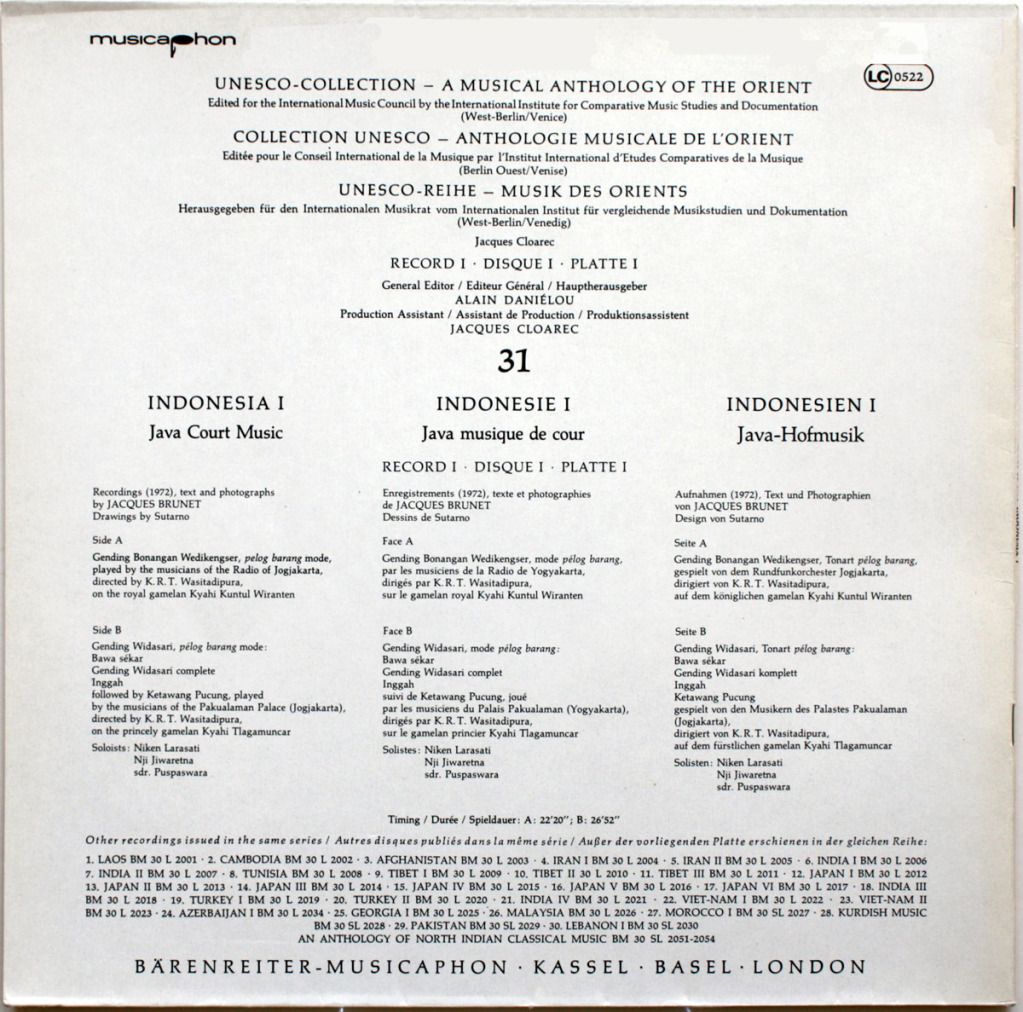 musicaphon
LC 0522
UNESCO-COLLECTION – A MUSICAL ANTHOLOGY OF THE ORIENT
Edited for the International Music Council by the International Institute for Comparative Music Studies and Documentation
(West-Berlin/Venice)
COLLECTION UNESCO – ANTHOLOGIE MUSICALE DE L'ORIENT
Editée pour le Conseil International de la Musique par l'Institut International d'Etudes Comparatives de la Musique
(Berlin Ouest/Venise)
UNESCO-REIHE – MUSIK DES ORIENTS
Herausgegeben für den Internationalen Musikrat vom Internationalen Institut für vergleichende Musikstudien und Dokumentation
(West-Berlin/Venedig)
Jacques Cloarec
RECORD I · DISQUE I · PLATTE I
General Editor / Editeur Général / Hauptherausgeber
ALAIN DANIÉLOU
Production Assistant / Assistant de Production / Produktionsassistent
JACQUES CLOAREC
31
INDONESIA I
Java Court Music
INDONESIE I
Java musique de cour
INDONESIEN I
Java-Hofmusik
RECORD I · DISQUE I · PLATTE I
Recordings (1972), text and photographs
by JACQUES BRUNET
Drawings by Sutarno
Side A
Gending Bonangan Wedikengser, pelog barang mode,
played by the musicians of the Radio of Jogjakarta,
directed by K. R. T. Wasitadipura,
on the royal gamelan Kyahi Kuntul Wiranten
Side B
Gending Widasari, pélog barang mode:
Bawa sékar
Gending Widasari complete
Inggah
followed by Ketawang Pucung, played
by the musicians of the Pakualaman Palace (Jogjakarta),
directed by K. R. T. Wasitadipura,
on the princely gamelan Kyahi Tlagamuncar
Soloists: Niken Larasati
Nji Jiwaretna
sdr. Puspaswara
Enregistrements (1972), texte et photographies
de JACQUES BRUNET
Dessins de Sutarno
Face A
Gending Bonangan Wedikengser, mode pélog barang,
par les musiciens de la Radio de Yogyakarta,
dirigés par K. R. T. Wasitadipura,
sur le gamelan royal Kyahi Kuntul Wiranten
Face B
Gending Widasari, mode pélog barang:
Bawa sékar
Gending Widasari complet
Inggah
suivi de Ketawang Pucung, joué
par les musiciens du Palais Pakualaman (Yogyakarta),
dirigés par K. R. T. Wasitadipura,
sur le gamelan princier Kyahi Tlagamuncar
Solistes: Niken Larasati
Nji Jiwaretna
sdr. Puspaswara
Aufnahmen (1972), Text und Photographien
von JACQUES BRUNET
Design von Sutarno
Seite A
Gending Bonangan Wedikengser, Tonart pélog barang,
gespielt von dem Rundfunkorchester Jogjakarta,
dirigiert von K. R. T. Wasitadipura,
auf dem königlichen gamelan Kyahi Kuntul Wiranten
Seite B
Gending Widasari, Tonart pélog barang:
Bawa sékar
Gending Widasari komplett
Inggah
Ketawang Pucung
gespielt von den Musikern des Palastes Pakualaman
(Jogjakarta),
dirigiert von K. R. T. Wasitadipura,
auf dem fürstlichen gamelan Kyahi Tlagamuncar
Solisten: Niken Larasati
Nji Jiwaretna
sdr. Puspaswara
Timing / Durée / Spieldauer: A: 22'20"; B: 26'52"
Other recordings issued in the same series / Autres disques publiés dans la même série / Außer der vorliegenden Platte erschienen in der gleichen Reihe:
1. LAOS BM 30 L 2001 · 2. CAMBODIA BM 30 L 2002 · 3. AFGHANISTAN BM 30 L 2003 · 4. IRAN I BM 30 L 2004 · 5. IRAN II BM 30 L 2005 · 6. INDIA I BM 30 L 2006
7. INDIA II BM 30 L 2007 · 8. TUNISIA BM 30 L 2008 · 9. TIBET I BM 30 L 2009 · 10. TIBET II 30 L 2010 · 11. TIBET III BM 30 L 2011 · 12. JAPAN I BM 30 L 2012
13. JAPAN II BM 30 L 2013 · 14. JAPAN III BM 30 L 2014 · 15. JAPAN IV BM 30 L 2015 · 16. JAPAN V BM 30 L 2016 · 17. JAPAN VI BM 30 L 2017 · 18. INDIA III
BM 30 L 2018 · 19. TURKEY I BM 30 L 2019 · 20. TURKEY II BM 30 L 2020 · 21. INDIA IV BM 30 L 2021 · 22. VIET-NAM I BM 30 L 2022 · 23. VIET-NAM II
BM 30 L 2023 · 24. AZERBAIJAN I BM 30 L 2034 · 25. GEORGIA I BM 30 L 2025 · 26. MALAYSIA BM 30 L 2026 · 27. MOROCCO I BM 30 SL 2027 · 28. KURDISH MUSIC
BM 30 SL 2028 · 29. PAKISTAN BM 30 SL 2029 · 30. LEBANON I BM 30 SL 2030
AN ANTHOLOGY OF NORTH INDIAN CLASSICAL MUSIC BM 30 SL 2051-2054
BÄRENREITER-MUSICAPHON · KASSEL · BASEL · LONDON